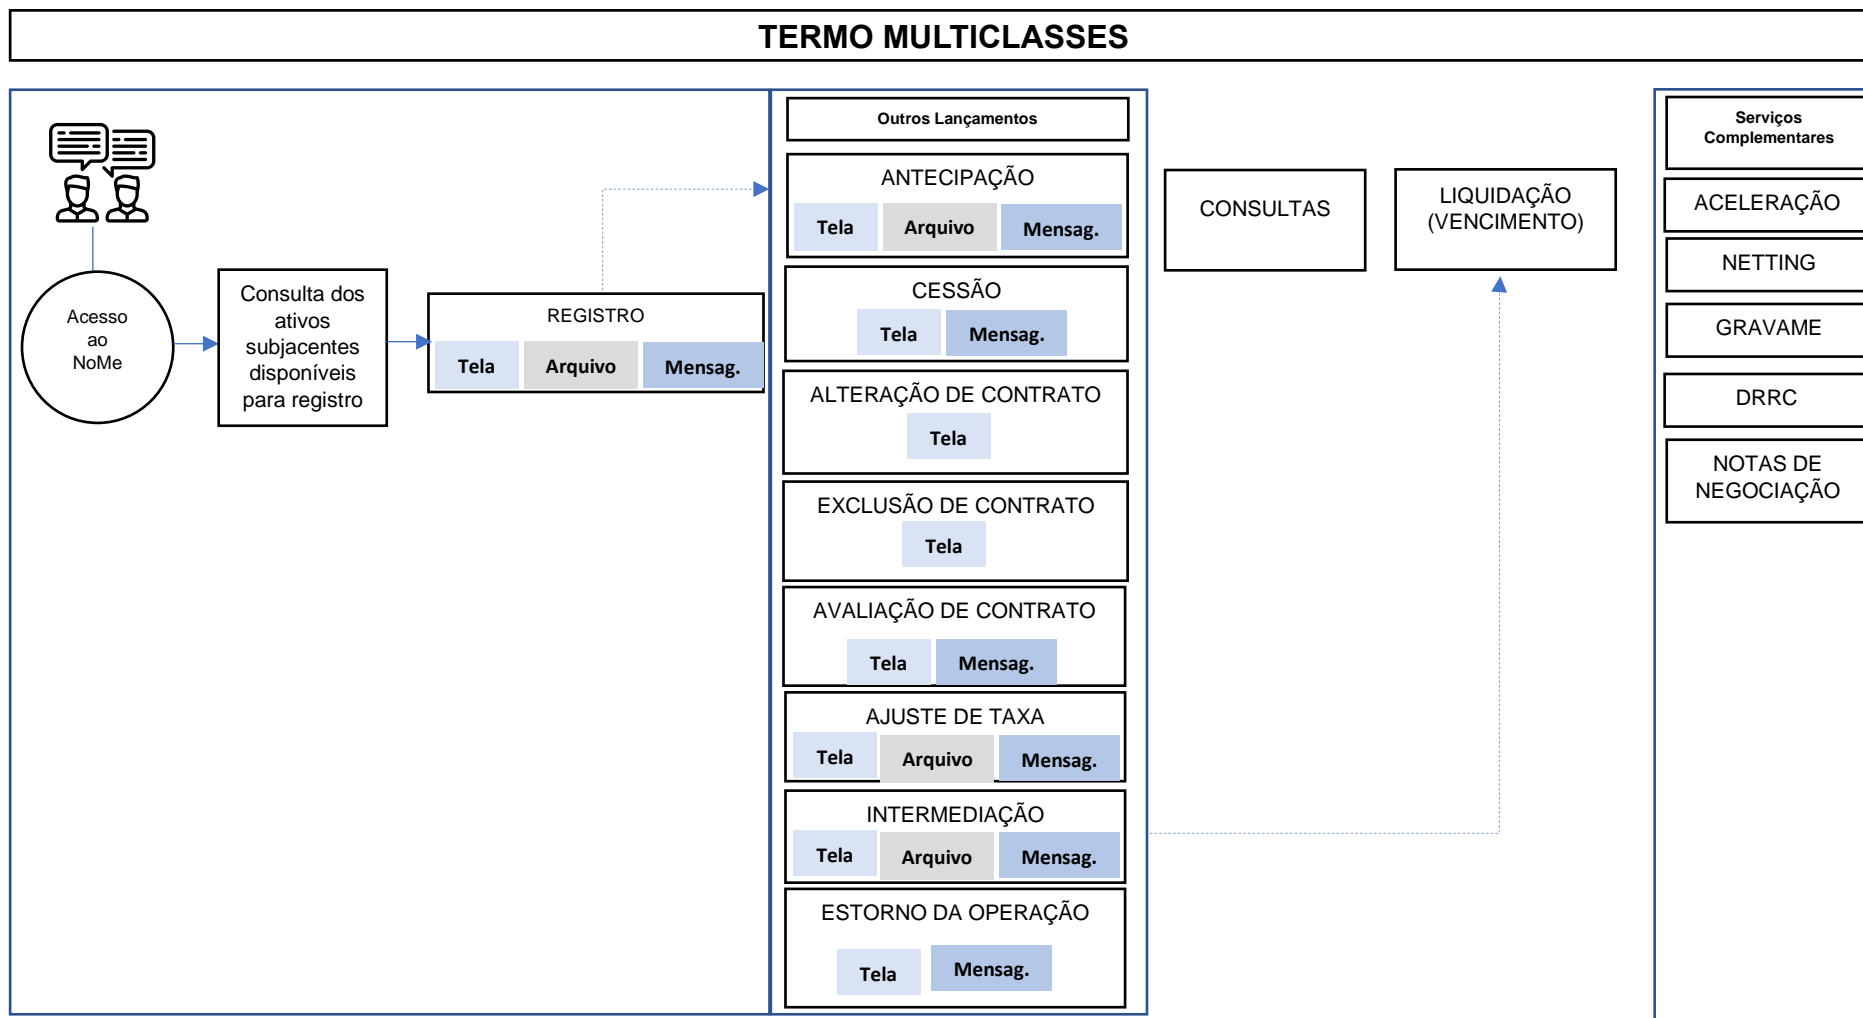 TERMO MULTICLASSES
Acesso
ao
NoMe
Consulta dos
ativos
subjacentes
disponíveis
para registro
REGISTRO
Tela Arquivo Mensag.
Outros Lançamentos
ANTECIPAÇÃO
Tela Arquivo Mensag.
CESSÃO
Tela Mensag.
ALTERAÇÃO DE CONTRATO
Tela
EXCLUSÃO DE CONTRATO
Tela
AVALIAÇÃO DE CONTRATO
Tela Mensag.
AJUSTE DE TAXA
Tela Arquivo Mensag.
INTERMEDIAÇÃO
Tela Arquivo Mensag.
ESTORNO DA OPERAÇÃO
Tela Mensag.
CONSULTAS
LIQUIDAÇÃO
(VENCIMENTO)
Serviços
Complementares
ACELERAÇÃO
NETTING
GRAVAME
DRRC
NOTAS DE
NEGOCIAÇÃO